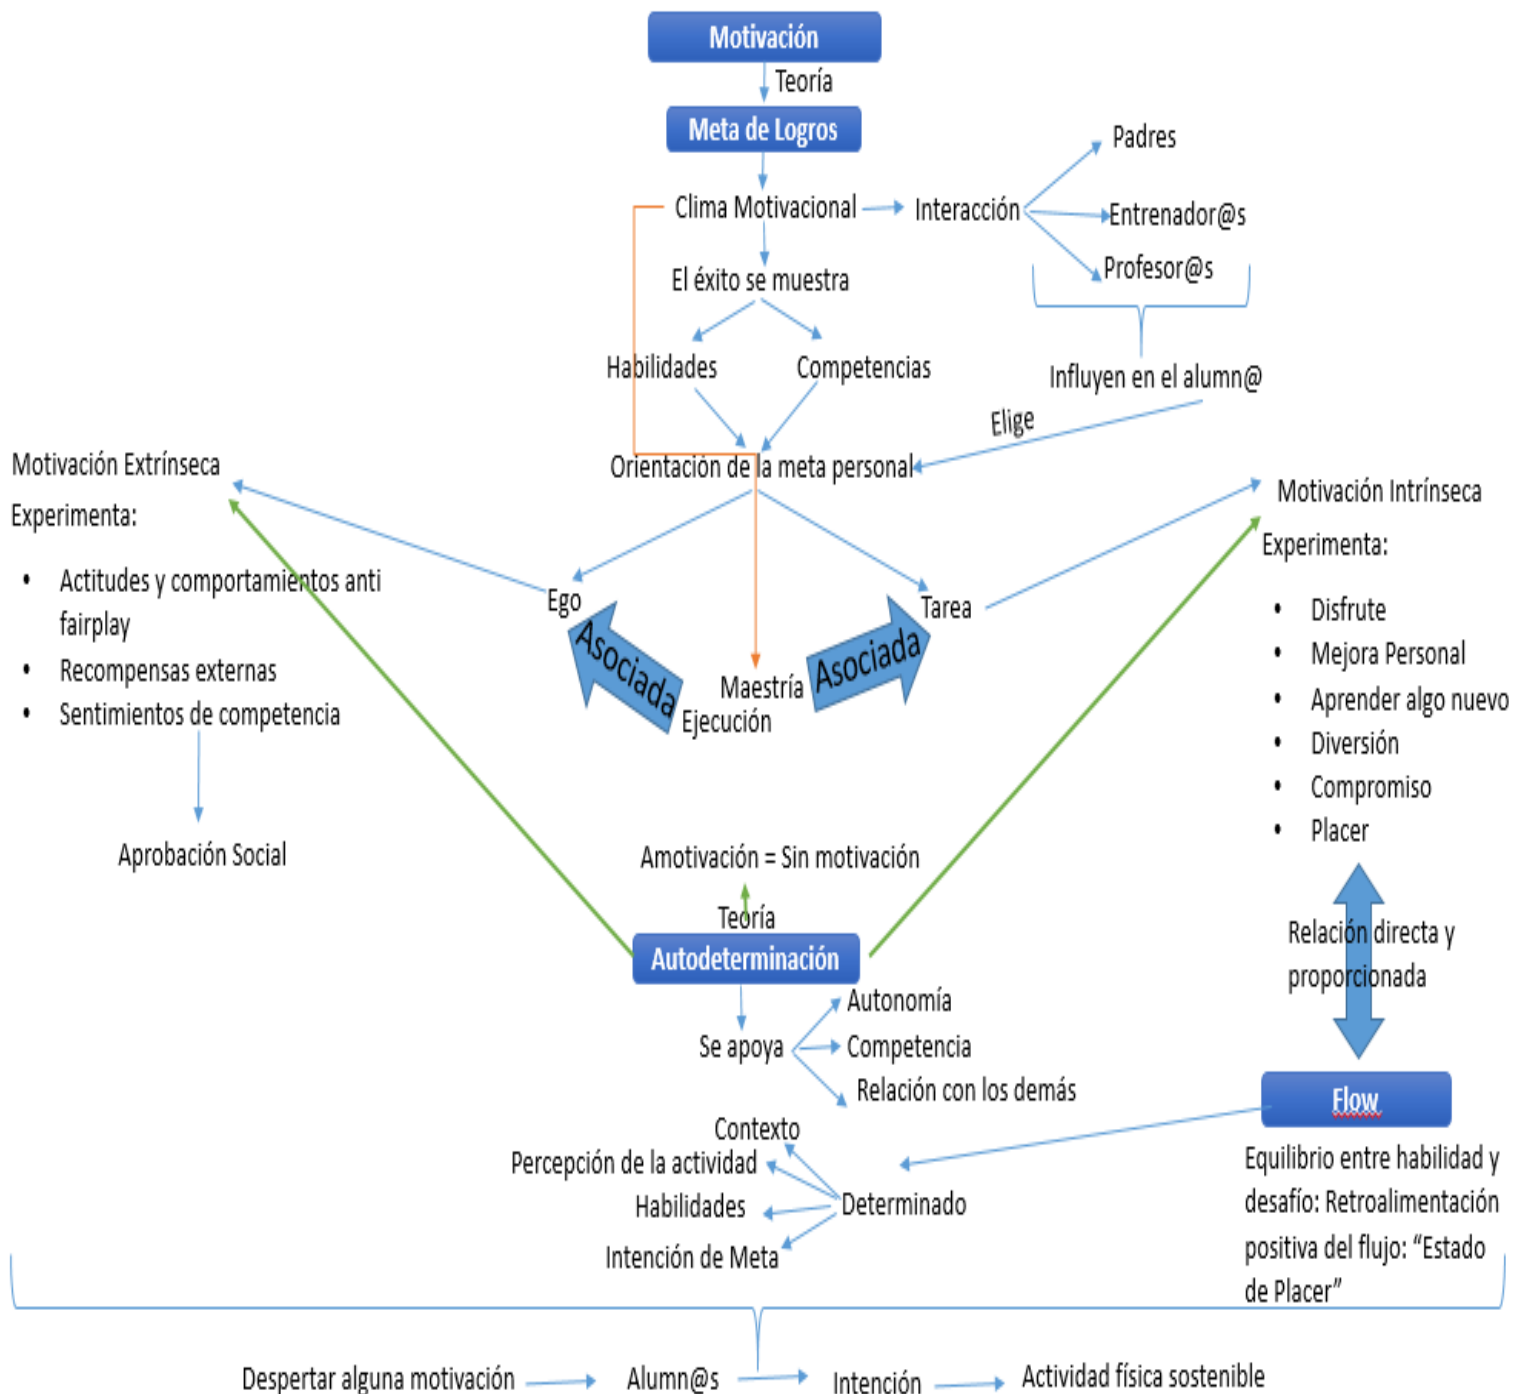 Motivación
Teoría
Meta de Logros
Padres
Clima Motivacional
Interacción
Entrenador@s
Profesor@s
El éxito se muestra
Habilidades
Competencias
Influyen en el alumn@
Elige
Orientación de la meta personal
Motivación Extrínseca
Experimenta:
• Actitudes y comportamientos anti
fairplay
• Recompensas externas
• Sentimientos de competencia
Aprobación Social
Ego
Asociada
Tarea
Asociada
Maestría
Ejecución
Motivación Intrínseca
Experimenta:
• Disfrute
• Mejora Personal
• Aprender algo nuevo
• Diversión
• Compromiso
• Placer
Relación directa y
proporcionada
Amotivación = Sin motivación
Teoría
Autodeterminación
Se apoya
Autonomía
Competencia
Relación con los demás
Flow
Equilibrio entre habilidad y
desafío: Retroalimentación
positiva del flujo: “Estado
de Placer”
Contexto
Percepción de la actividad
Habilidades
Determinado
Intención de Meta
Despertar alguna motivación
Alumn@s
Intención
Actividad física sostenible